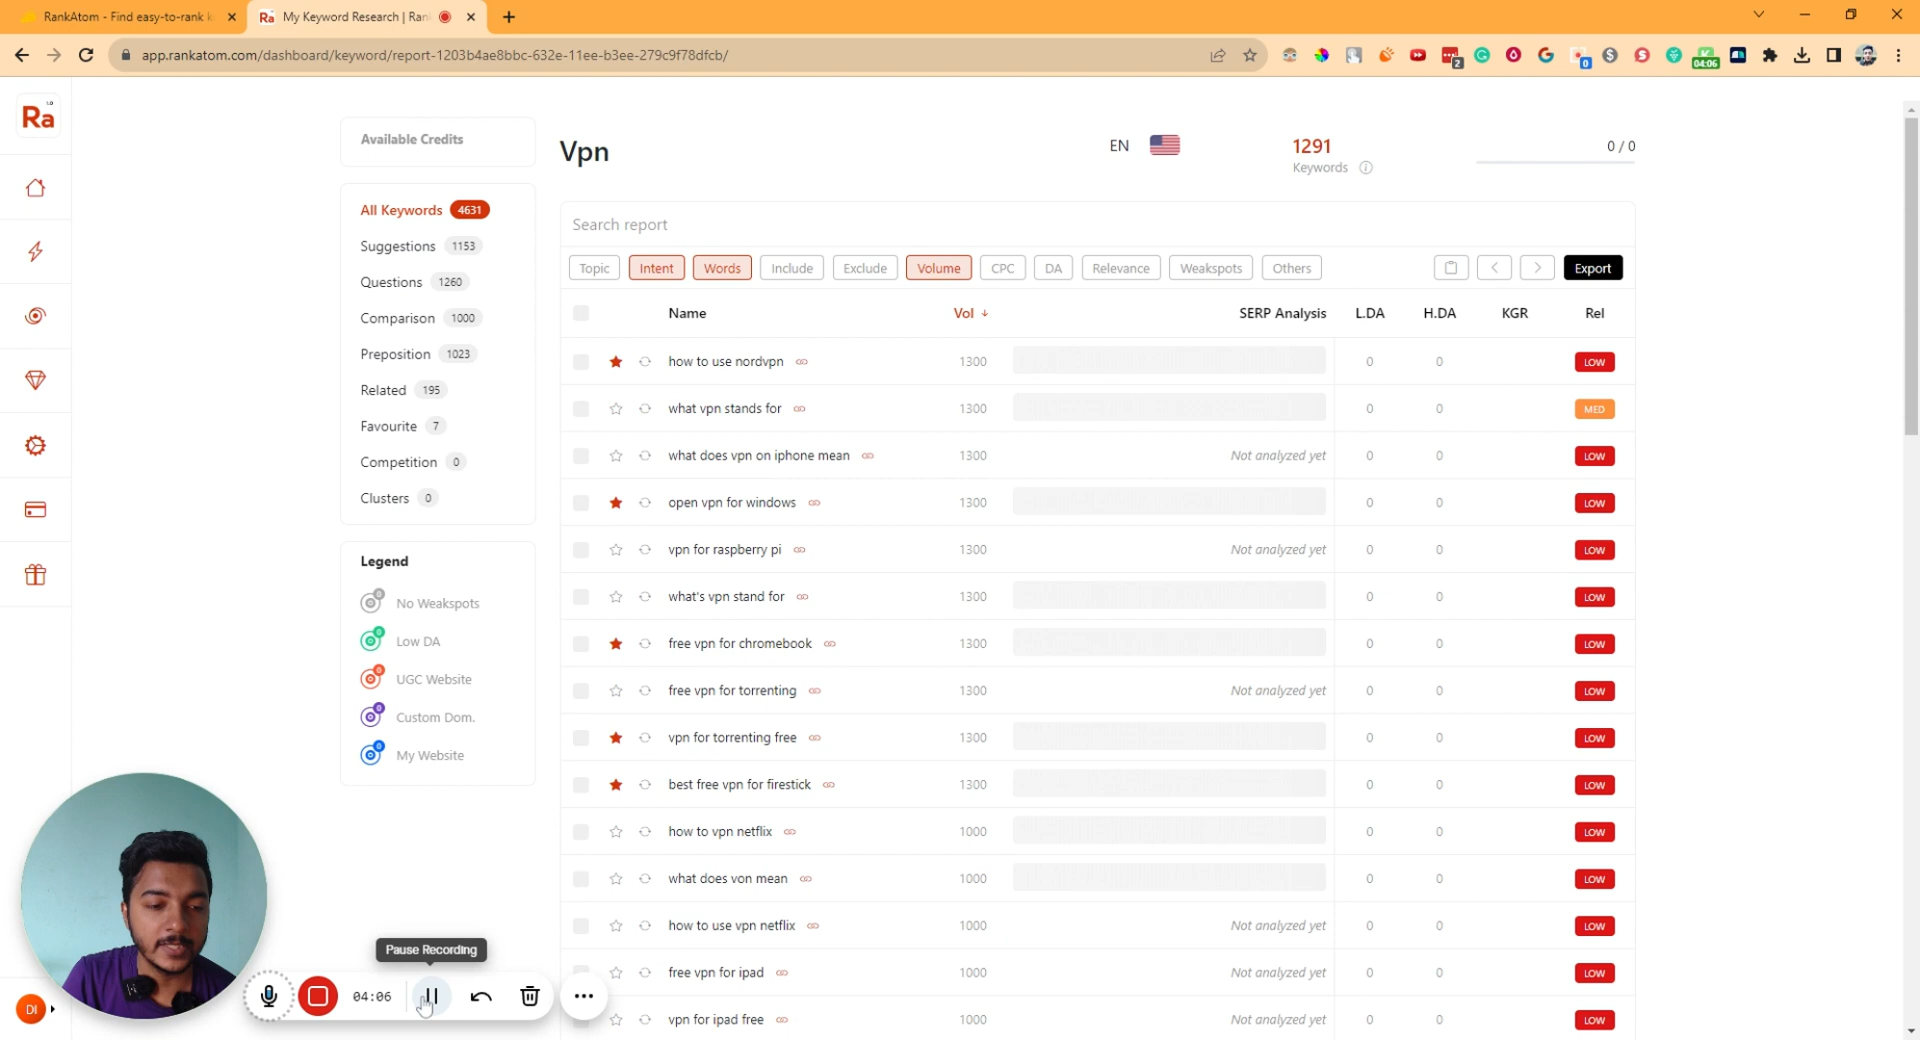 RankAtom - Find easy-to-rank k
My Keyword Research | Ran
app.rankatom.com/dashboard/keyword/report-1203b4ae8bbc-632e-11ee-b3ee-279c9f78dfcb/
2
0
04:06
Ra
1.0
Available Credits
Vpn
EN
1291
Keywords
0 / 0
All Keywords 4631
Suggestions 1153
Questions 1260
Comparison 1000
Preposition 1023
Related 195
Favourite 7
Competition 0
Clusters 0
Legend
No Weakspots
Low DA
UGC Website
Custom Dom.
My Website
Search report
Topic Intent Words Include Exclude Volume CPC DA Relevance Weakspots Others Export
Name Vol SERP Analysis L.DA H.DA KGR Rel
how to use nordvpn 1300 0 0 LOW
what vpn stands for 1300 0 0 MED
what does vpn on iphone mean 1300 Not analyzed yet 0 0 LOW
open vpn for windows 1300 0 0 LOW
vpn for raspberry pi 1300 Not analyzed yet 0 0 LOW
what's vpn stand for 1300 0 0 LOW
free vpn for chromebook 1300 0 0 LOW
free vpn for torrenting 1300 Not analyzed yet 0 0 LOW
vpn for torrenting free 1300 0 0 LOW
best free vpn for firestick 1300 0 0 LOW
how to vpn netflix 1000 0 0 LOW
what does von mean 1000 0 0 LOW
how to use vpn netflix 1000 Not analyzed yet 0 0 LOW
free vpn for ipad 1000 Not analyzed yet 0 0 LOW
vpn for ipad free 1000 Not analyzed yet 0 0 LOW
Pause Recording
04:06
DI